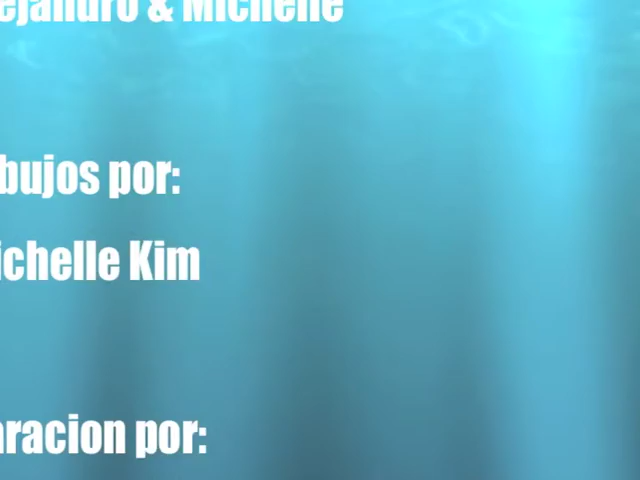 ejandro & Michelle
bujos por:
ichelle Kim
aracion por: